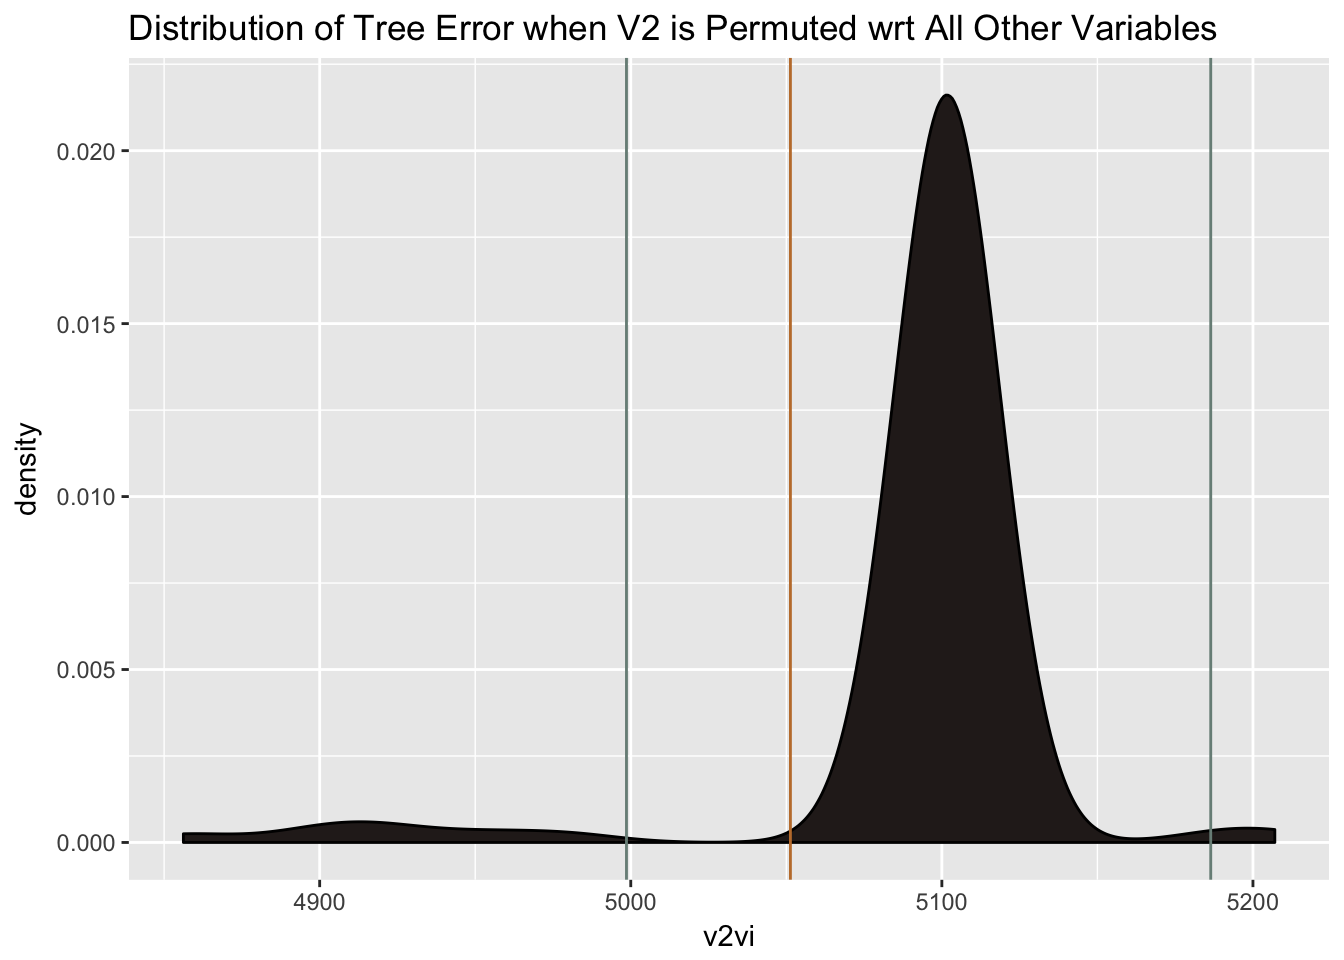 Distribution of Tree Error when V2 is Permuted wrt All Other Variables
0.020
0.015
0.010
0.005
0.000
density
4900 5000 5100 5200
v2vi